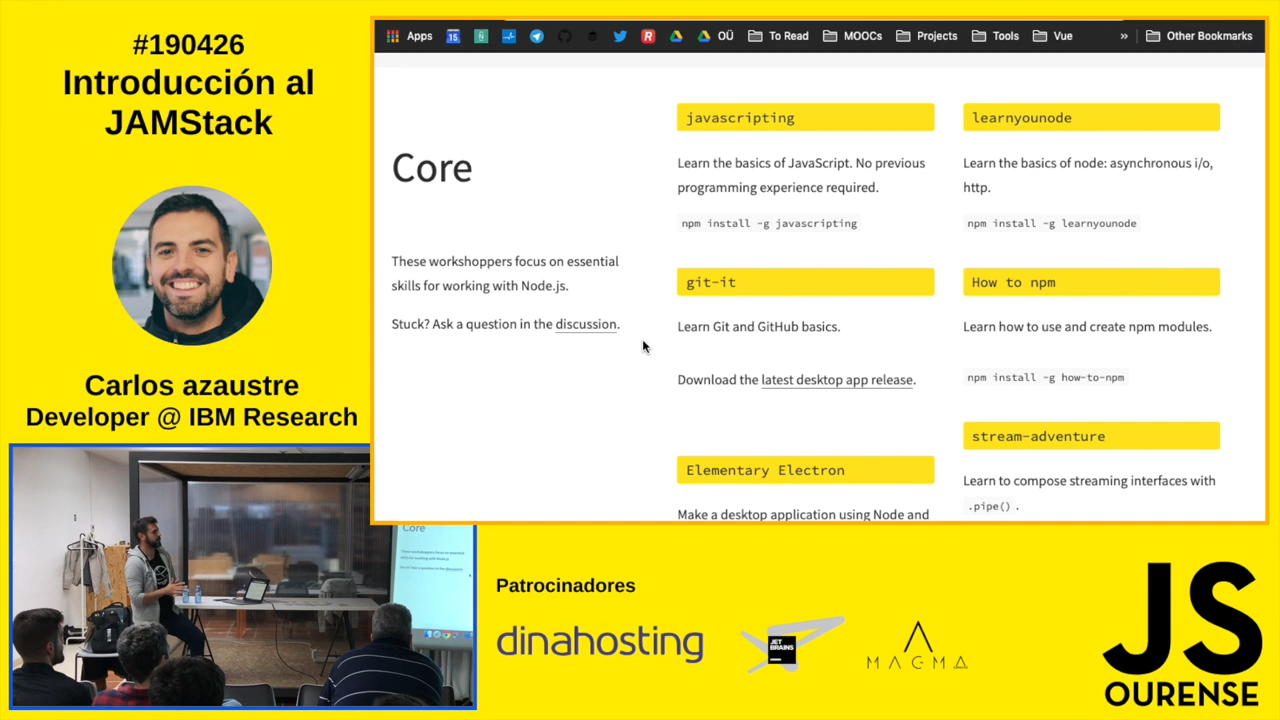 #190426
Introducción al
JAMStack
Carlos azaustre
Developer @ IBM Research
Apps
15
OÜ
To Read
MOOCs
Projects
Tools
Vue
»
Other Bookmarks
Core
These workshoppers focus on essential
skills for working with Node.js.
Stuck? Ask a question in the discussion.
javascripting
Learn the basics of JavaScript. No previous
programming experience required.
npm install -g javascripting
git-it
Learn Git and GitHub basics.
Download the latest desktop app release.
Elementary Electron
Make a desktop application using Node and
learnyounode
Learn the basics of node: asynchronous i/o,
http.
npm install -g learnyounode
How to npm
Learn how to use and create npm modules.
npm install -g how-to-npm
stream-adventure
Learn to compose streaming interfaces with
.pipe() .
Core
Patrocinadores
dinahosting
JET
BRAINS
MAGMA
JS
OURENSE